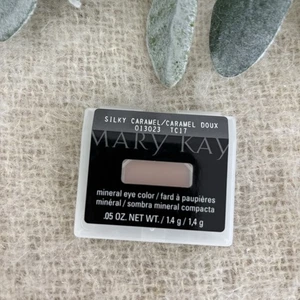 SILKY CARAMEL/CARAMEL DOUX
013023 TC17
MARY KAY
mineral eye color / fard à paupières
minéral / sombra mineral compacta
.05 OZ. NET WT. / 1.4 g / 1,4 g